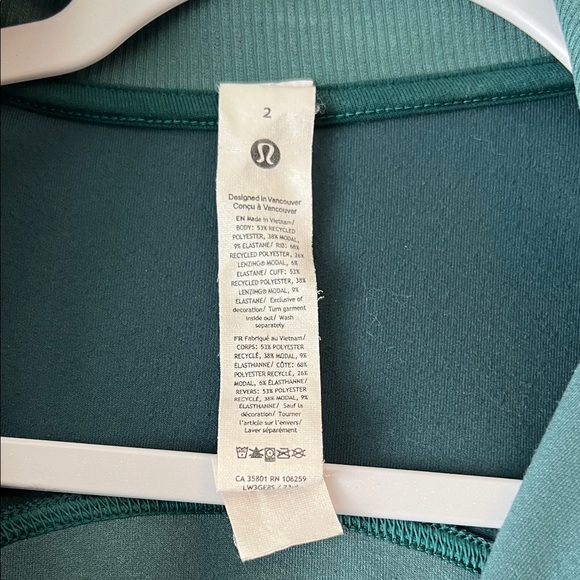 2
Designed in Vancouver
Conçu à Vancouver
EN Made in Vietnam/
BODY: 53% RECYCLED
POLYESTER, 38% MODAL,
9% ELASTANE/ RIB: 68%
RECYCLED POLYESTER, 26%
LENZING® MODAL, 6%
ELASTANE/ CUFF: 53%
RECYCLED POLYESTER, 38%
LENZING® MODAL, 9%
ELASTANE/ Exclusive of
decoration/ Turn garment
inside out/ Wash
separately
FR Fabriqué au Vietnam/
CORPS: 53% POLYESTER
RECYCLÉ, 38% MODAL, 9%
ÉLASTHANNE/ CÔTE: 68%
POLYESTER RECYCLÉ, 26%
MODAL, 6% ÉLASTHANNE/
REVERS: 53% POLYESTER
RECYCLÉ, 38% MODAL, 9%
ÉLASTHANNE/ Sauf la
décoration/ Tourner
l'article sur l'envers/
Laver séparément
CA 35801 RN 106259